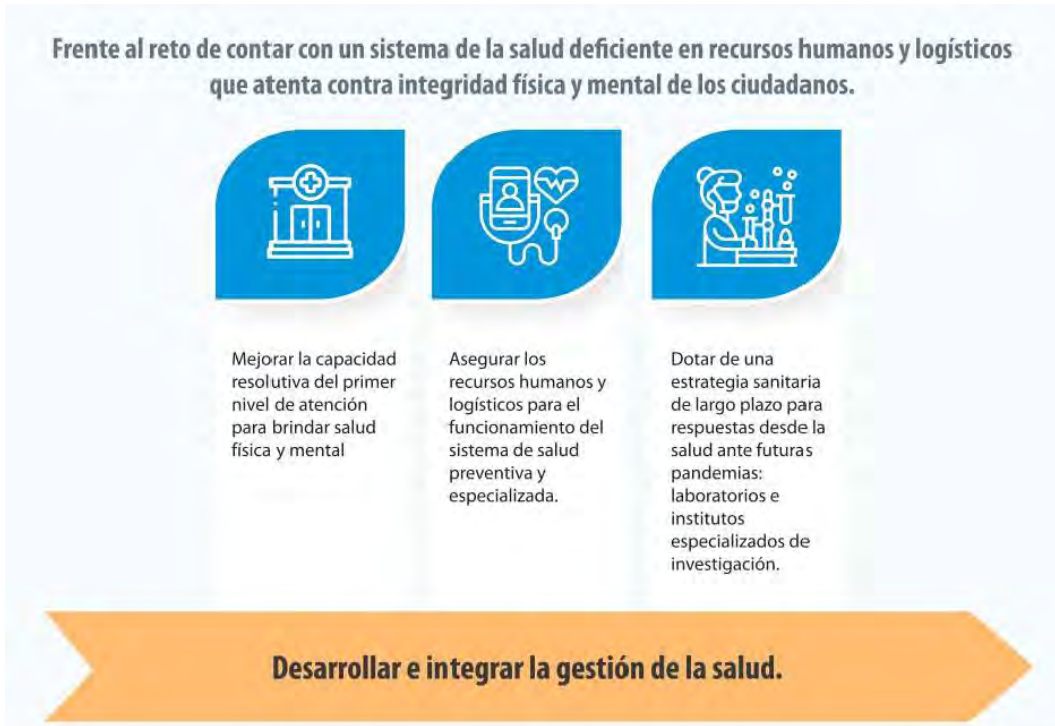 Frente al reto de contar con un sistema de la salud deficiente en recursos humanos y logísticos
que atenta contra integridad física y mental de los ciudadanos.
Mejorar la capacidad
resolutiva del primer
nivel de atención
para brindar salud
física y mental
Asegurar los
recursos humanos y
logísticos para el
funcionamiento del
sistema de salud
preventiva y
especializada.
Dotar de una
estrategia sanitaria
de largo plazo para
respuestas desde la
salud ante futuras
pandemias:
laboratorios e
institutos
especializados de
investigación.
Desarrollar e integrar la gestión de la salud.